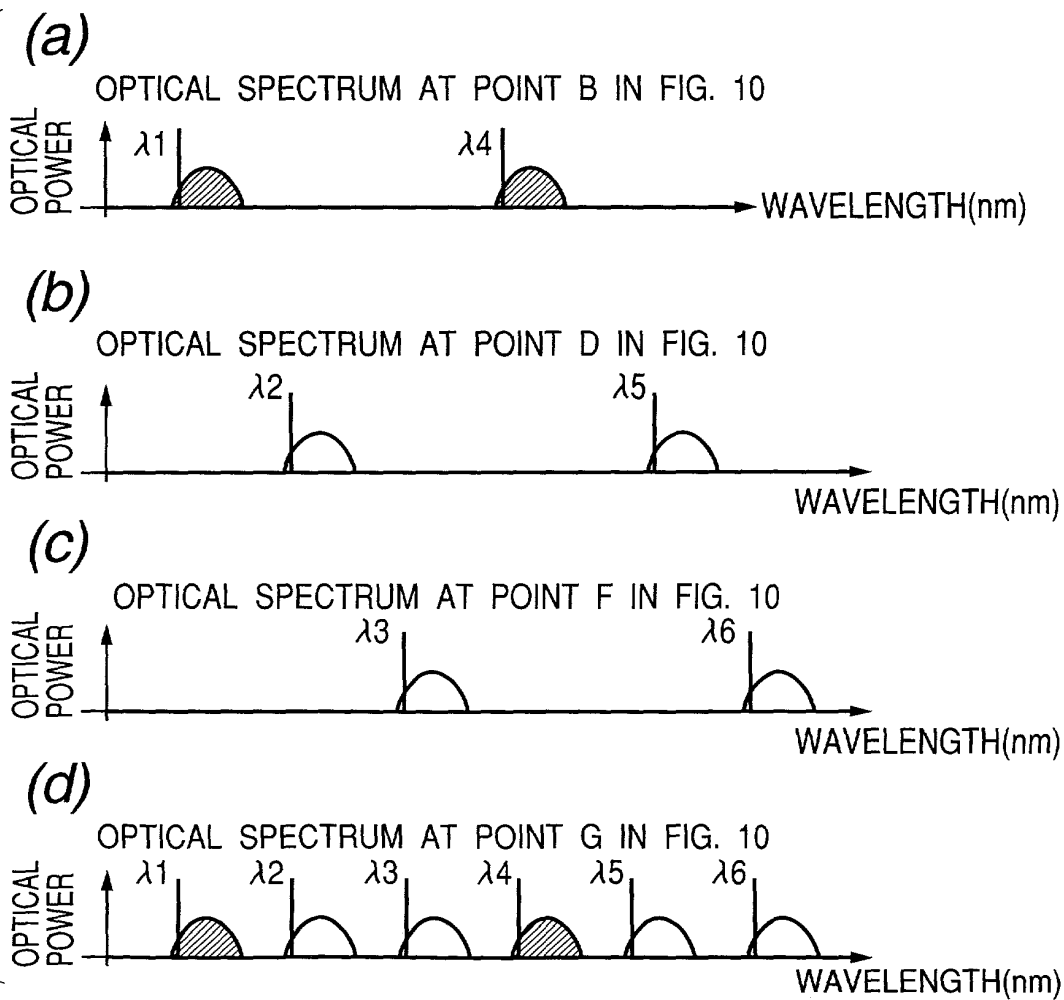 (a)
OPTICAL SPECTRUM AT POINT B IN FIG. 10
OPTICAL
POWER
λ1
λ4
WAVELENGTH(nm)
(b)
OPTICAL SPECTRUM AT POINT D IN FIG. 10
OPTICAL
POWER
λ2
λ5
WAVELENGTH(nm)
(c)
OPTICAL SPECTRUM AT POINT F IN FIG. 10
OPTICAL
POWER
λ3
λ6
WAVELENGTH(nm)
(d)
OPTICAL SPECTRUM AT POINT G IN FIG. 10
OPTICAL
POWER
λ1 λ2 λ3 λ4 λ5 λ6
WAVELENGTH(nm)